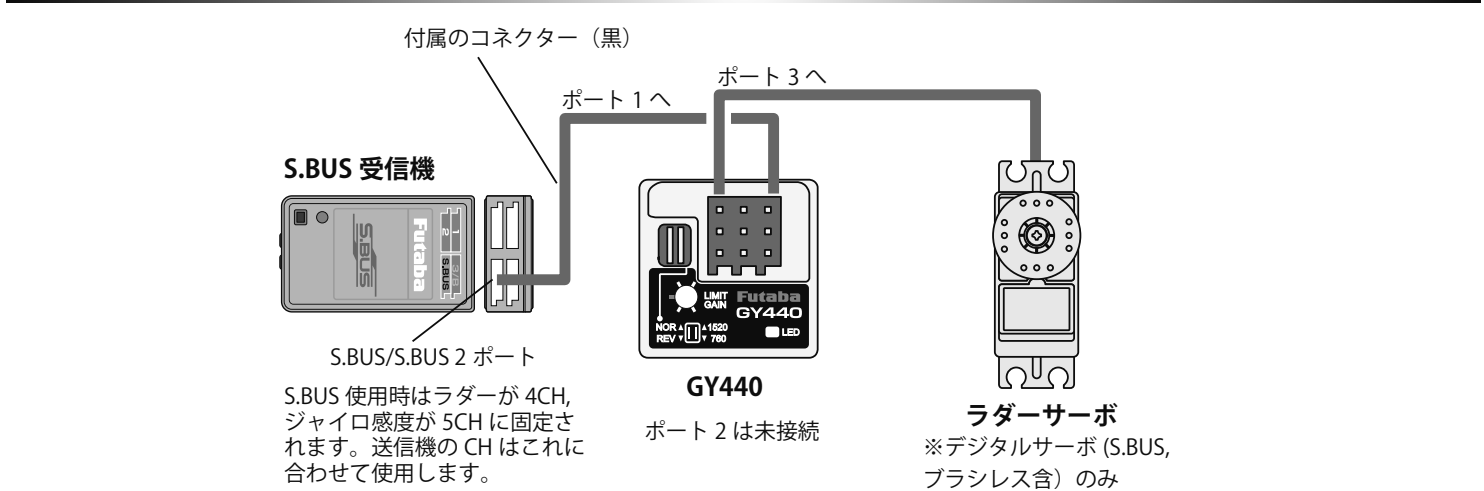 付属のコネクター（黒）
ポート 3 へ
ポート 1 へ
S.BUS 受信機
Futaba
S.BUS
1
2
3/B
S.BUS
LIMIT
GAIN
Futaba
GY440
NOR ▲ ▲1520
REV ▼ ▼ 760
LED
S.BUS/S.BUS 2 ポート
S.BUS 使用時はラダーが 4CH,
ジャイロ感度が 5CH に固定さ
れます。送信機の CH はこれに
合わせて使用します。
GY440
ポート 2 は未接続
ラダーサーボ
※デジタルサーボ (S.BUS,
ブラシレス含）のみ